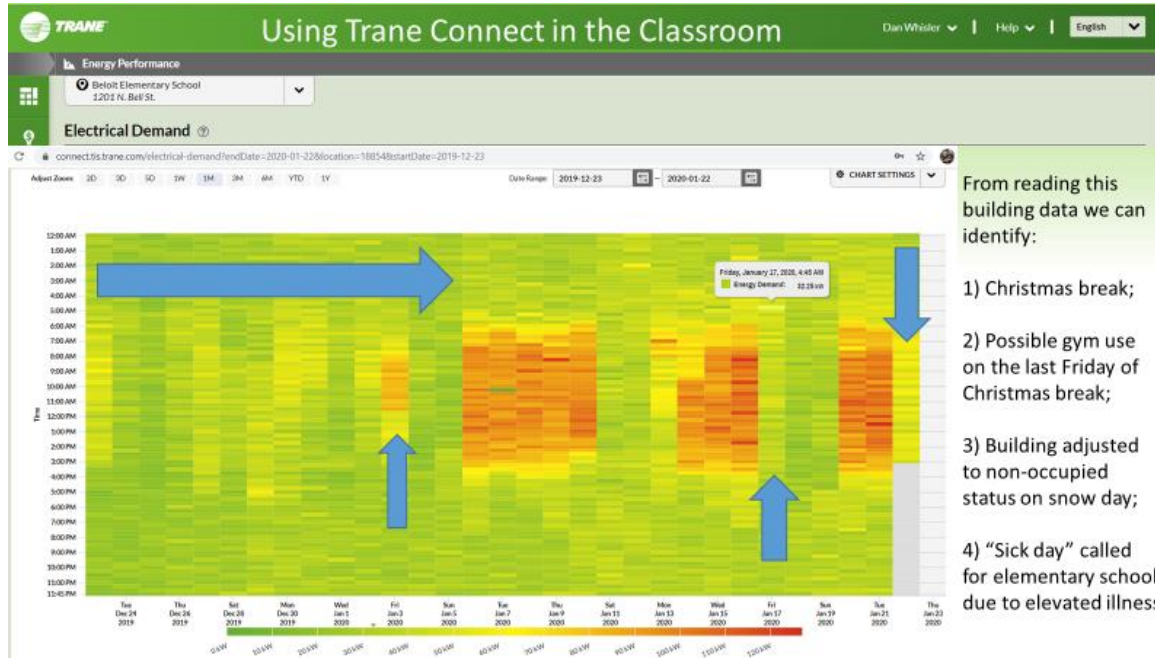 TRANE
Using Trane Connect in the Classroom
Dan Whisler
Help
English
Energy Performance
Beloit Elementary School
1201 N. Bell St.
Electrical Demand
connect.tis.trane.com/electrical-demand?endDate=2020-01-22&location=18854&startDate=2019-12-23
Adjust Zoom: 2D 3D 5D 1W 1M 3M 6M YTD 1Y
Date Range: 2019-12-23 – 2020-01-22
CHART SETTINGS
12:00 AM
1:00 AM
2:00 AM
3:00 AM
4:00 AM
5:00 AM
6:00 AM
7:00 AM
8:00 AM
9:00 AM
10:00 AM
11:00 AM
12:00 PM
1:00 PM
2:00 PM
3:00 PM
4:00 PM
5:00 PM
6:00 PM
7:00 PM
8:00 PM
9:00 PM
10:00 PM
11:00 PM
11:45 PM
Time
Friday, January 17, 2020, 4:45 AM
Energy Demand: 32.25 kW
Tue Thu Sat Mon Wed Fri Sun Tue Thu Sat Mon Wed Fri Sun Tue Thu
Dec 24 Dec 26 Dec 28 Dec 30 Jan 1 Jan 3 Jan 5 Jan 7 Jan 9 Jan 11 Jan 13 Jan 15 Jan 17 Jan 19 Jan 21 Jan 23
2019 2019 2019 2019 2020 2020 2020 2020 2020 2020 2020 2020 2020 2020 2020 2020
0 kW 10 kW 20 kW 30 kW 40 kW 50 kW 60 kW 70 kW 80 kW 90 kW 100 kW 110 kW 120 kW
From reading this
building data we can
identify:
1) Christmas break;
2) Possible gym use
on the last Friday of
Christmas break;
3) Building adjusted
to non-occupied
status on snow day;
4) “Sick day” called
for elementary school
due to elevated illness